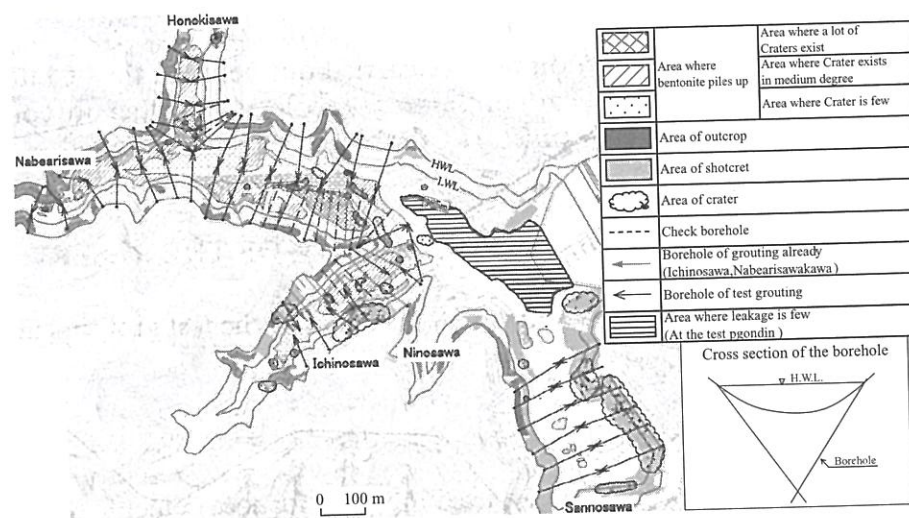 Honokisawa
Nabearisawa
HWL
LWL
Ichinosawa
Ninosawa
Sannosawa
0 100 m
Area where
bentonite piles up
Area where a lot of
Craters exist
Area where Crater exists
in medium degree
Area where Crater is few
Area of outcrop
Area of shotcret
Area of crater
Check borehole
Borehole of grouting already
(Ichinosawa,Nabearisawakawa)
Borehole of test grouting
Area where leakage is few
(At the test pgondin )
Cross section of the borehole
H.W.L.
Borehole